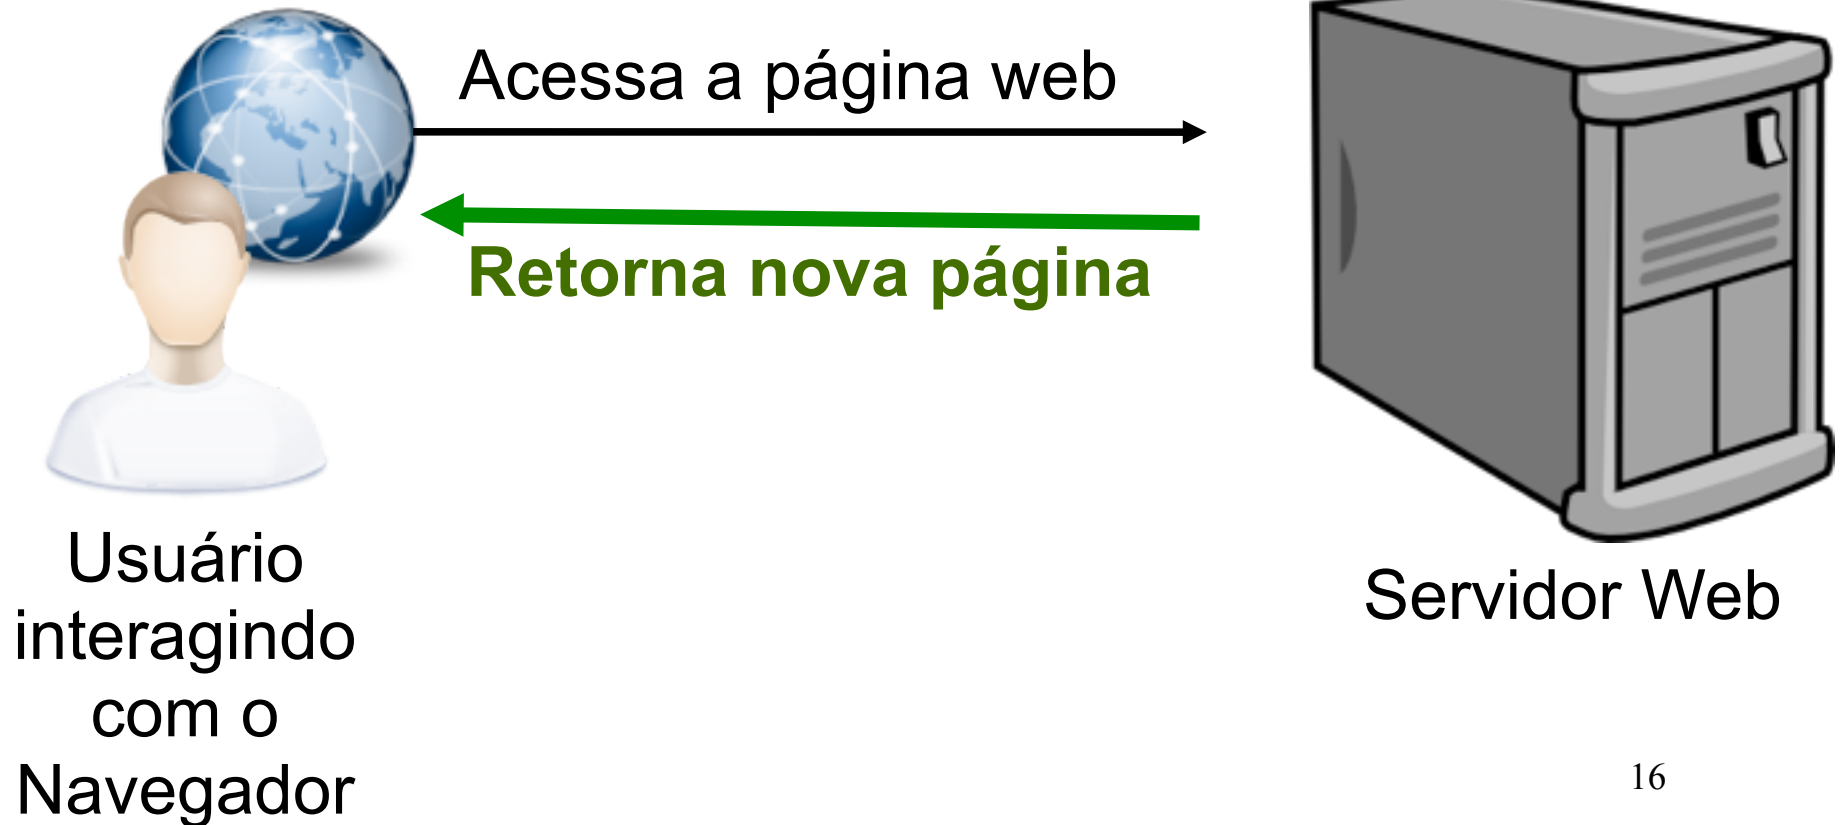 Acessa a página web
Retorna nova página
Usuário
interagindo
com o
Navegador
Servidor Web
16